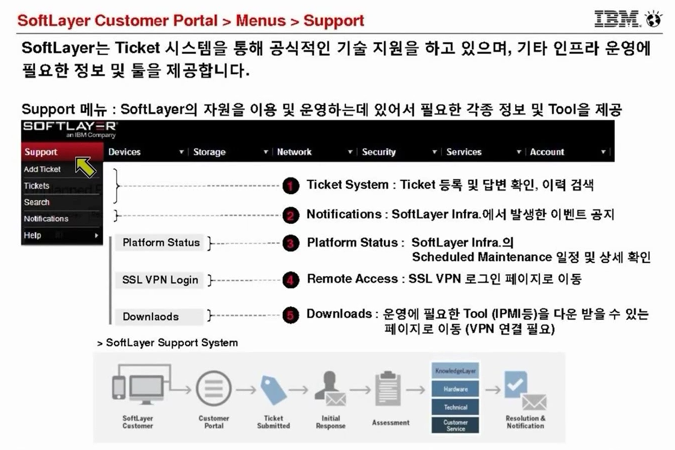 SoftLayer Customer Portal > Menus > Support
IBM
SoftLayer는 Ticket 시스템을 통해 공식적인 기술 지원을 하고 있으며, 기타 인프라 운영에
필요한 정보 및 툴을 제공합니다.
Support 메뉴 : SoftLayer의 자원을 이용 및 운영하는데 있어서 필요한 각종 정보 및 Tool을 제공
SOFTLAYER
an IBM Company
Support Devices Storage Network Security Services Account
Add Ticket
Tickets
Search
Notifications
Help
1 Ticket System : Ticket 등록 및 답변 확인, 이력 검색
2 Notifications : SoftLayer Infra.에서 발생한 이벤트 공지
Platform Status 3 Platform Status : SoftLayer Infra.의
Scheduled Maintenance 일정 및 상세 확인
SSL VPN Login 4 Remote Access : SSL VPN 로그인 페이지로 이동
Downlaods 5 Downloads : 운영에 필요한 Tool (IPMI등)을 다운 받을 수 있는
페이지로 이동 (VPN 연결 필요)
> SoftLayer Support System
KnowledgeLayer
Hardware
Technical
Customer
Service
SoftLayer
Customer
Customer
Portal
Ticket
Submitted
Initial
Response
Assessment
Resolution &
Notification